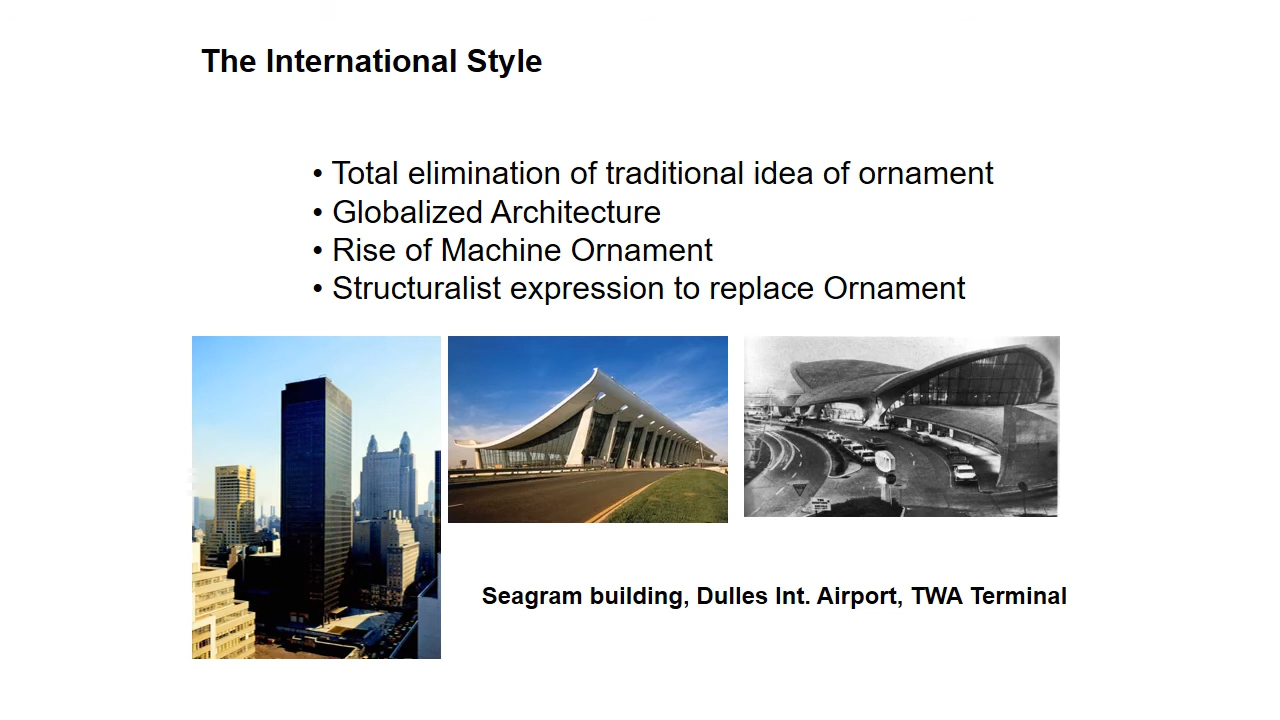 The International Style
• Total elimination of traditional idea of ornament
• Globalized Architecture
• Rise of Machine Ornament
• Structuralist expression to replace Ornament
Seagram building, Dulles Int. Airport, TWA Terminal